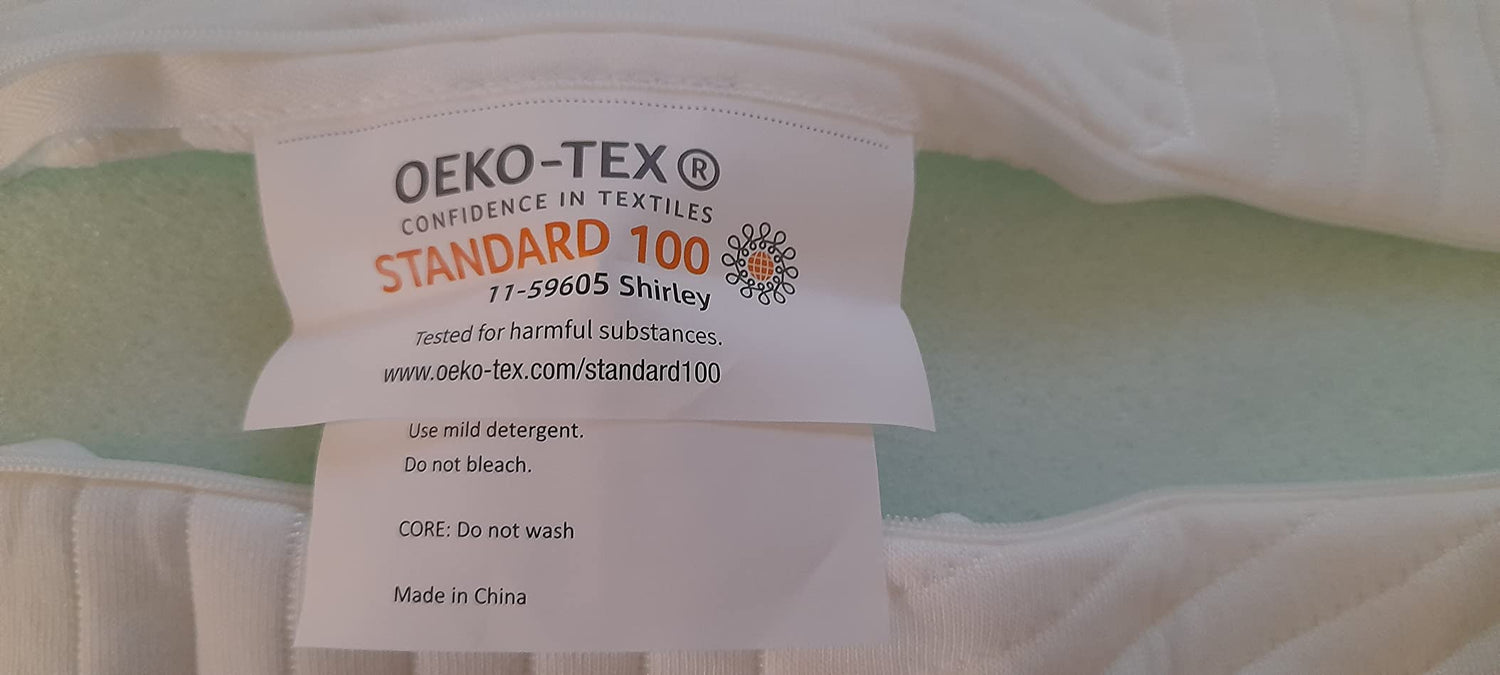 OEKO-TEX®
CONFIDENCE IN TEXTILES
STANDARD 100
11-59605 Shirley
Tested for harmful substances.
www.oeko-tex.com/standard100
Use mild detergent.
Do not bleach.
CORE: Do not wash
Made in China